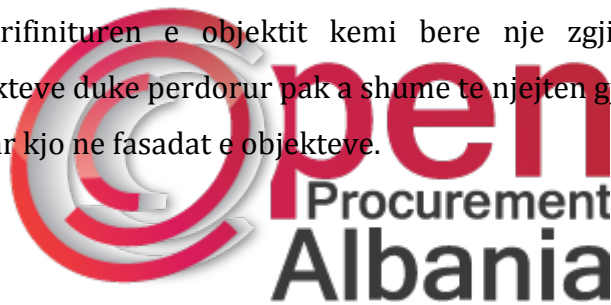 rifinituren e objektit kemi bere nje zgji
kteve duke perdorur pak a shume te njejten
kjo ne fasadat e objekteve.
Open
Procurement
Albania